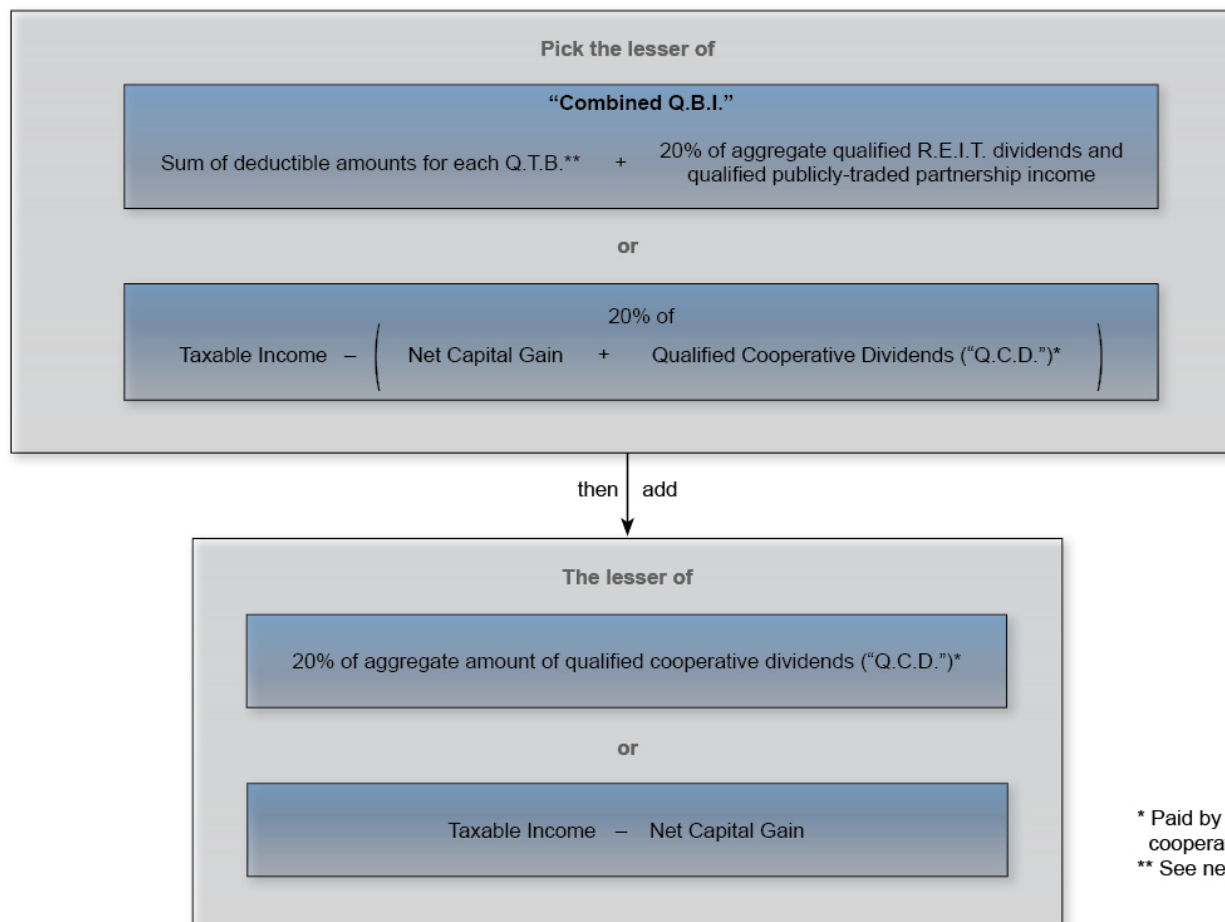 Pick the lesser of
“Combined Q.B.I.”
Sum of deductible amounts for each Q.T.B.** + 20% of aggregate qualified R.E.I.T. dividends and
qualified publicly-traded partnership income
or
20% of
Taxable Income – ( Net Capital Gain + Qualified Cooperative Dividends (“Q.C.D.”)* )
then add
The lesser of
20% of aggregate amount of qualified cooperative dividends (“Q.C.D.”)*
or
Taxable Income – Net Capital Gain
* Paid by
** See